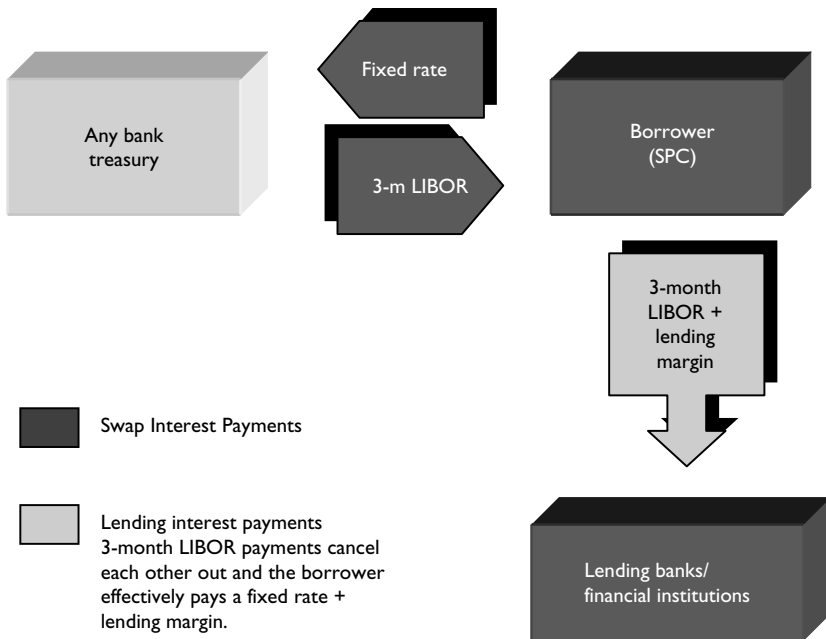 Fixed rate
Any bank
treasury
3-m LIBOR
Borrower
(SPC)
3-month
LIBOR +
lending
margin
Swap Interest Payments
Lending interest payments
3-month LIBOR payments cancel
each other out and the borrower
effectively pays a fixed rate +
lending margin.
Lending banks/
financial institutions